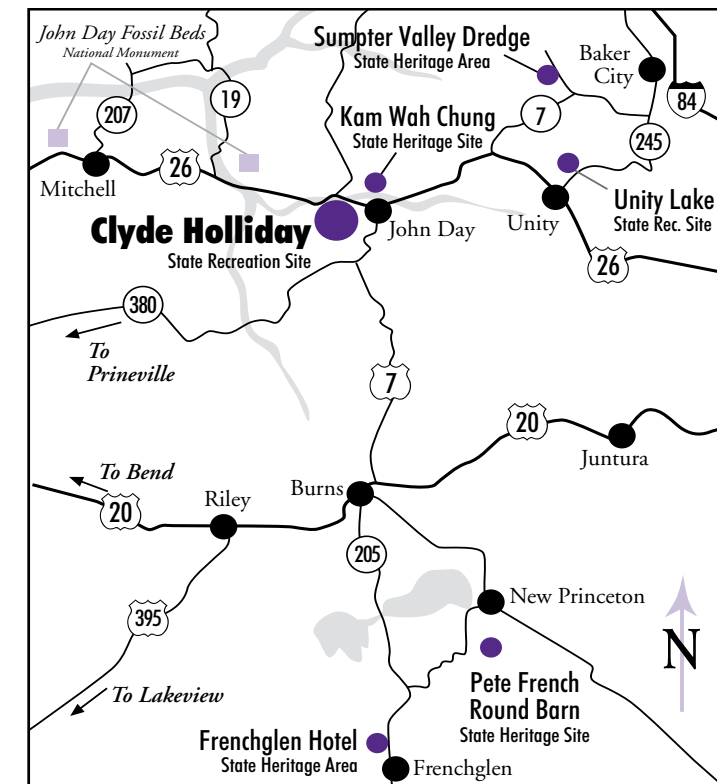 John Day Fossil Beds
National Monument
Sumpter Valley Dredge
State Heritage Area
Baker
City
84
207
19
7
245
Kam Wah Chung
State Heritage Site
Mitchell
26
Clyde Holliday
State Recreation Site
John Day
Unity
Unity Lake
State Rec. Site
26
380
To
Prineville
7
20
Juntura
To Bend
20
Riley
Burns
205
395
New Princeton
N
To Lakeview
Pete French
Round Barn
State Heritage Site
Frenchglen Hotel
State Heritage Area
Frenchglen